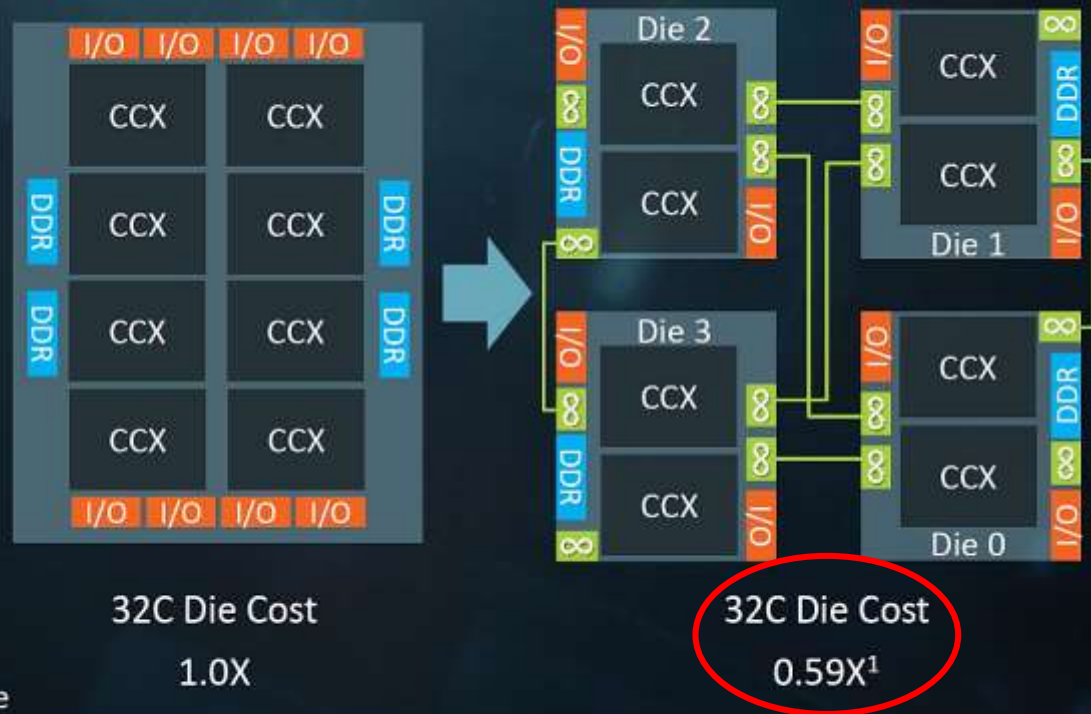 I/O I/O I/O I/O
CCX CCX
DDR CCX CCX DDR
DDR CCX CCX DDR
CCX CCX
I/O I/O I/O I/O
32C Die Cost
1.0X
e
I/O Die 2
CCX
∞ ∞
DDR ∞
CCX
I/O
∞
I/O CCX ∞
∞ DDR
∞ CCX ∞
Die 1 I/O
I/O Die 3
CCX
∞ ∞
DDR ∞
CCX
∞ I/O
I/O CCX ∞
∞ DDR
∞ CCX ∞
Die 0 I/O
32C Die Cost
0.59X¹